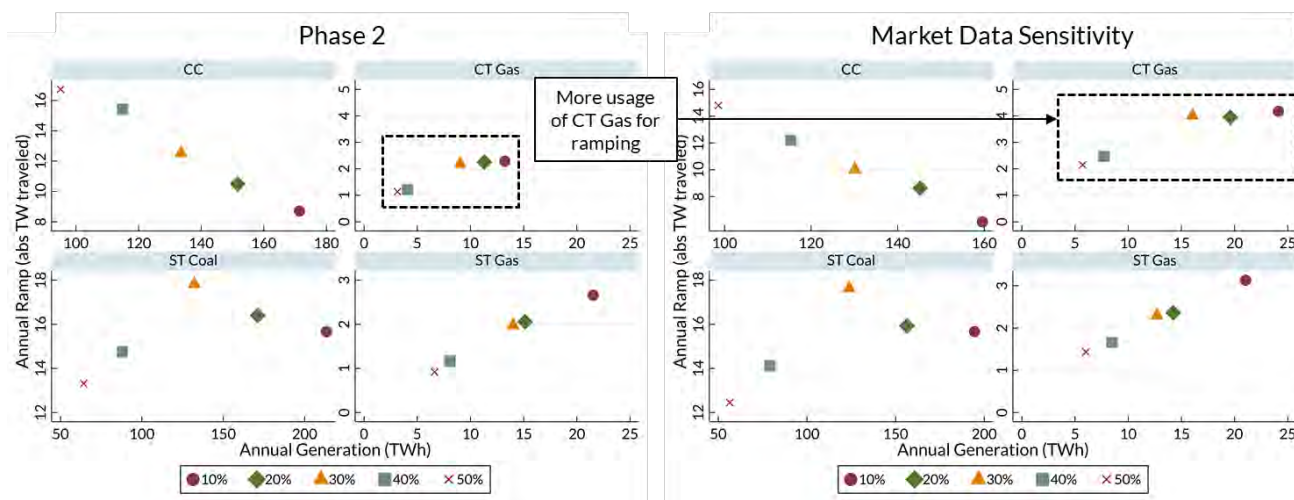 Phase 2
Market Data Sensitivity
CC
CT Gas
More usage
of CT Gas for
ramping
CC
CT Gas
Annual Ramp (abs TW traveled)
8 10 12 14 16
100 120 140 160 180
0 1 2 3 4 5
0 5 10 15 20 25
ST Coal
ST Gas
12 14 16 18
50 100 150 200
0 1 2 3
0 5 10 15 20 25
Annual Generation (TWh)
10% 20% 30% 40% 50%
Annual Ramp (abs TW traveled)
6 8 10 12 14 16
100 120 140 160
0 1 2 3 4 5
0 5 10 15 20 25
ST Coal
ST Gas
12 14 16 18
50 100 150 200
0 1 2 3
0 5 10 15 20 25
Annual Generation (TWh)
10% 20% 30% 40% 50%